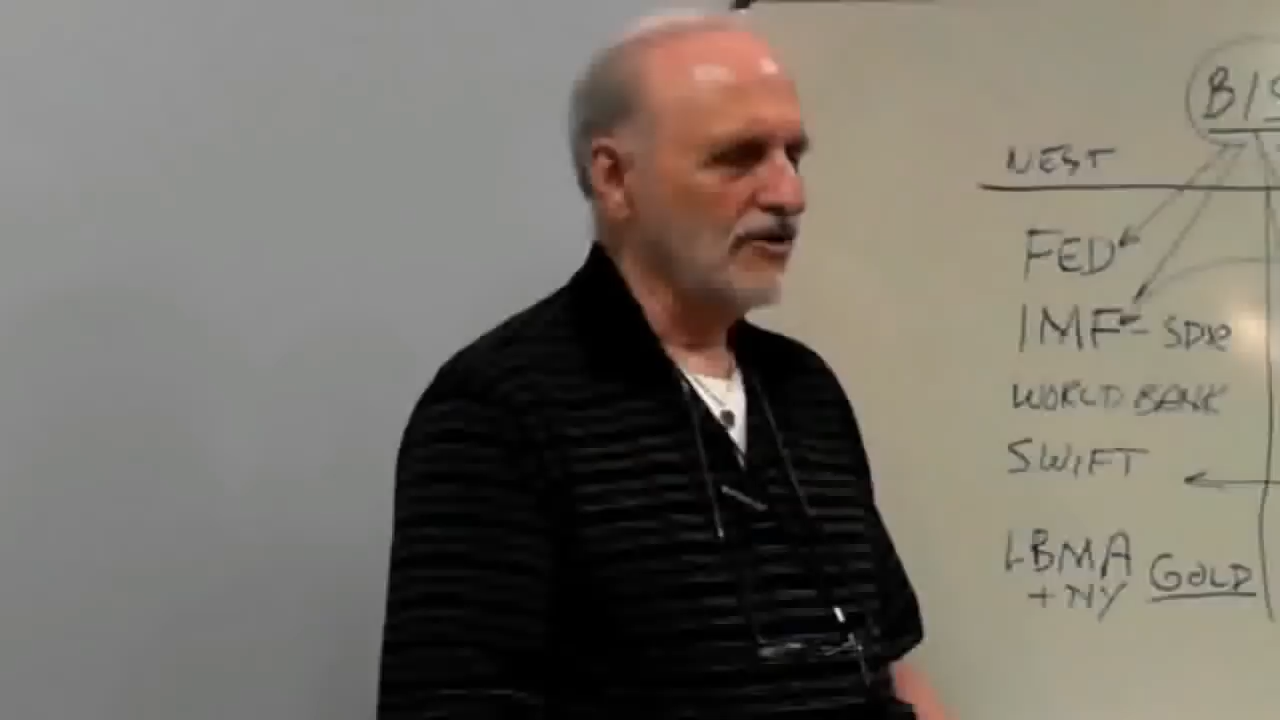 BIS
WEST
FED
IMF - SDR
WORLD BANK
SWIFT
LBMA GOLD
+ NY